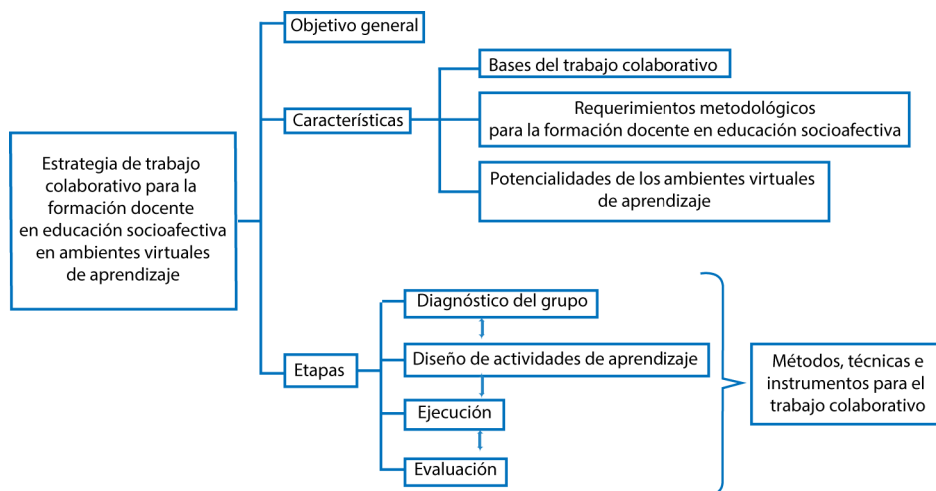 Estrategia de trabajo
colaborativo para la
formación docente
en educación socioafectiva
en ambientes virtuales
de aprendizaje
Objetivo general
Características
Bases del trabajo colaborativo
Requerimientos metodológicos
para la formación docente en educación socioafectiva
Potencialidades de los ambientes virtuales
de aprendizaje
Etapas
Diagnóstico del grupo
Diseño de actividades de aprendizaje
Ejecución
Evaluación
Métodos, técnicas e
instrumentos para el
trabajo colaborativo